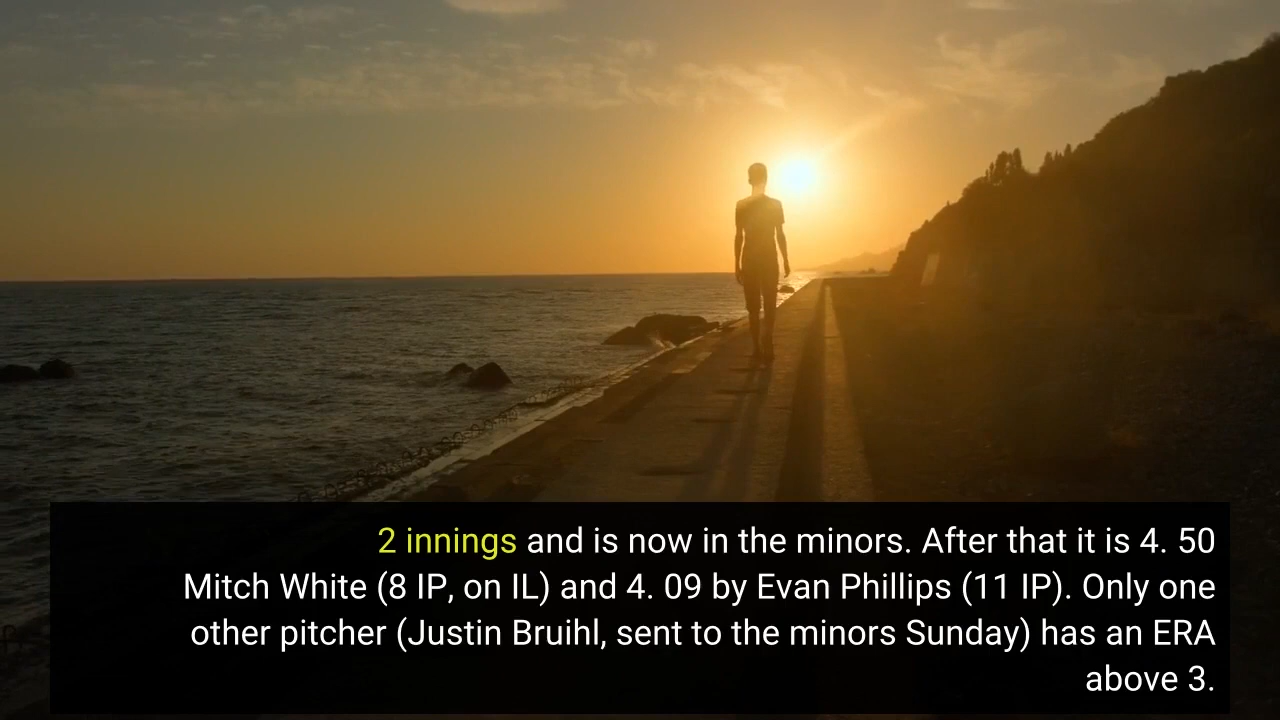 2 innings and is now in the minors. After that it is 4. 50
Mitch White (8 IP, on IL) and 4. 09 by Evan Phillips (11 IP). Only one
other pitcher (Justin Bruihl, sent to the minors Sunday) has an ERA
above 3.